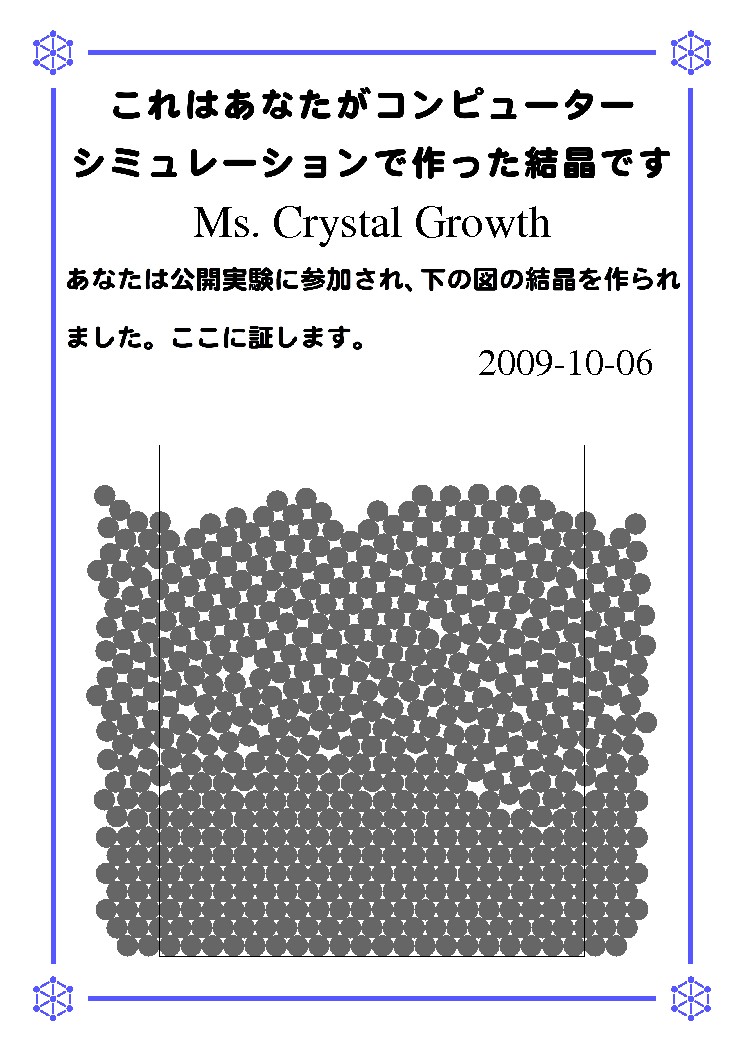 これはあなたがコンピューター
シミュレーションで作った結晶です
Ms. Crystal Growth
あなたは公開実験に参加され、下の図の結晶を作られ
ました。ここに証します。
2009-10-06